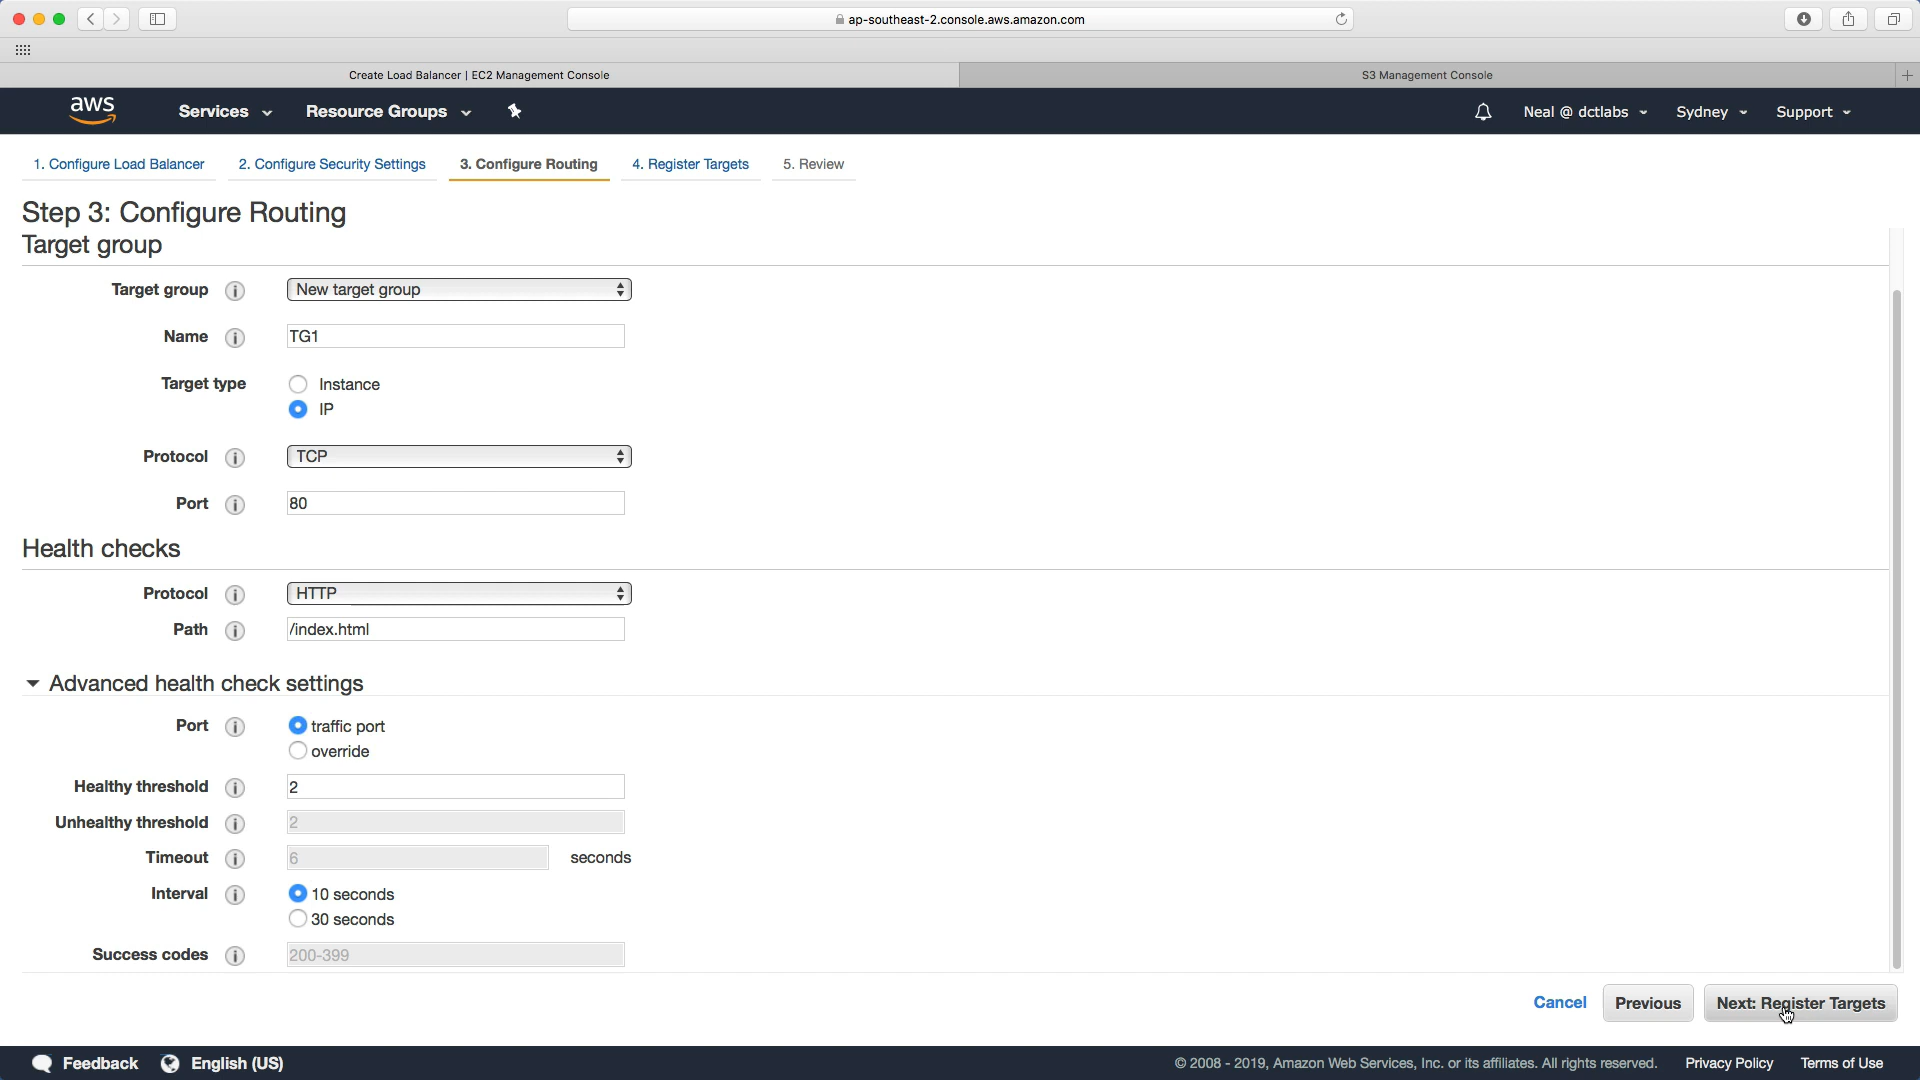 ap-southeast-2.console.aws.amazon.com
Create Load Balancer | EC2 Management Console
S3 Management Console
aws
Services
Resource Groups
Neal @ dctlabs
Sydney
Support
1. Configure Load Balancer
2. Configure Security Settings
3. Configure Routing
4. Register Targets
5. Review
Step 3: Configure Routing
Target group
Target group
New target group
Name
TG1
Target type
Instance
IP
Protocol
TCP
Port
80
Health checks
Protocol
HTTP
Path
/index.html
Advanced health check settings
Port
traffic port
override
Healthy threshold
2
Unhealthy threshold
2
Timeout
6
seconds
Interval
10 seconds
30 seconds
Success codes
200-399
Cancel
Previous
Next: Register Targets
Feedback
English (US)
© 2008 - 2019, Amazon Web Services, Inc. or its affiliates. All rights reserved.
Privacy Policy
Terms of Use